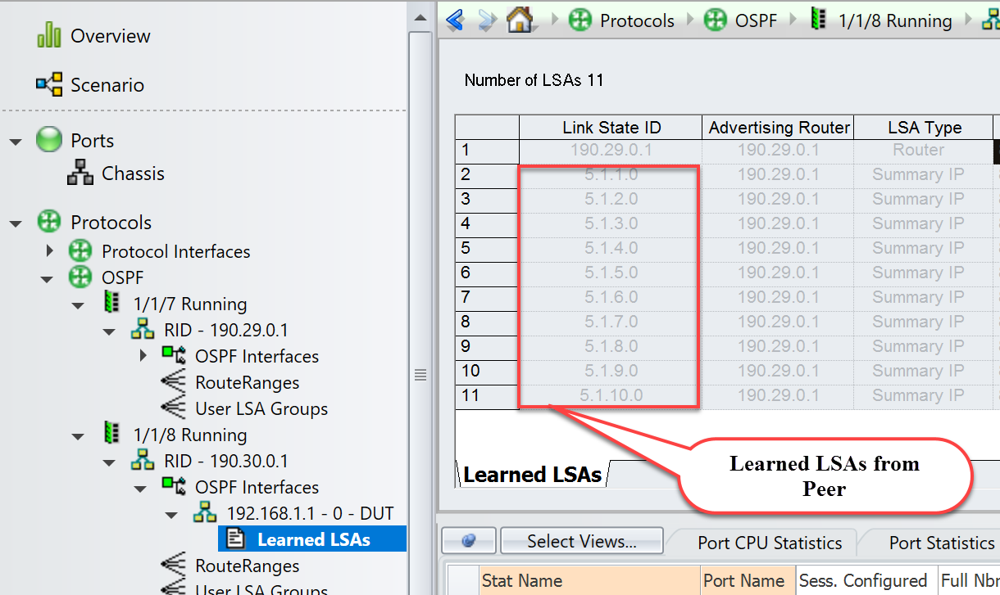 Overview
Scenario
Ports
Chassis
Protocols
Protocol Interfaces
OSPF
1/1/7 Running
RID - 190.29.0.1
OSPF Interfaces
RouteRanges
User LSA Groups
1/1/8 Running
RID - 190.30.0.1
OSPF Interfaces
192.168.1.1 - 0 - DUT
Learned LSAs
RouteRanges
User LSA Groups
Protocols OSPF 1/1/8 Running
Number of LSAs 11
Link State ID Advertising Router LSA Type
1 190.29.0.1 190.29.0.1 Router
2 5.1.1.0 190.29.0.1 Summary IP
3 5.1.2.0 190.29.0.1 Summary IP
4 5.1.3.0 190.29.0.1 Summary IP
5 5.1.4.0 190.29.0.1 Summary IP
6 5.1.5.0 190.29.0.1 Summary IP
7 5.1.6.0 190.29.0.1 Summary IP
8 5.1.7.0 190.29.0.1 Summary IP
9 5.1.8.0 190.29.0.1 Summary IP
10 5.1.9.0 190.29.0.1 Summary IP
11 5.1.10.0 190.29.0.1 Summary IP
Learned LSAs
Learned LSAs from
Peer
Select Views... Port CPU Statistics Port Statistics
Stat Name Port Name Sess. Configured Full Nbr